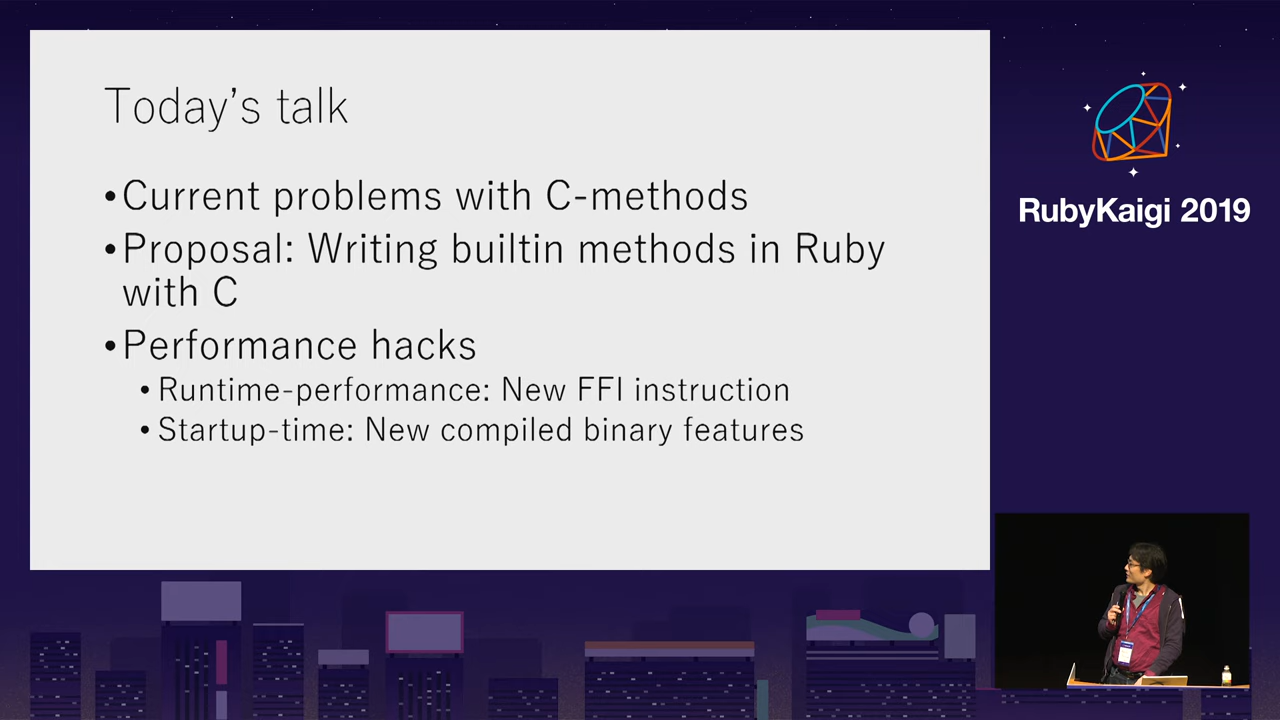 Today's talk
•Current problems with C-methods
•Proposal: Writing builtin methods in Ruby
with C
•Performance hacks
•Runtime-performance: New FFI instruction
•Startup-time: New compiled binary features
RubyKaigi 2019